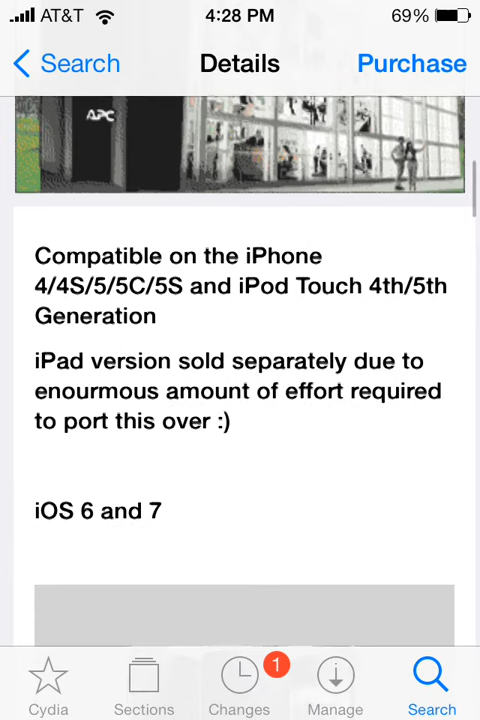 AT&T 4:28 PM 69%
Search Details Purchase
APC
Compatible on the iPhone
4/4S/5/5C/5S and iPod Touch 4th/5th
Generation
iPad version sold separately due to
enourmous amount of effort required
to port this over :)
iOS 6 and 7
1
Cydia Sections Changes Manage Search